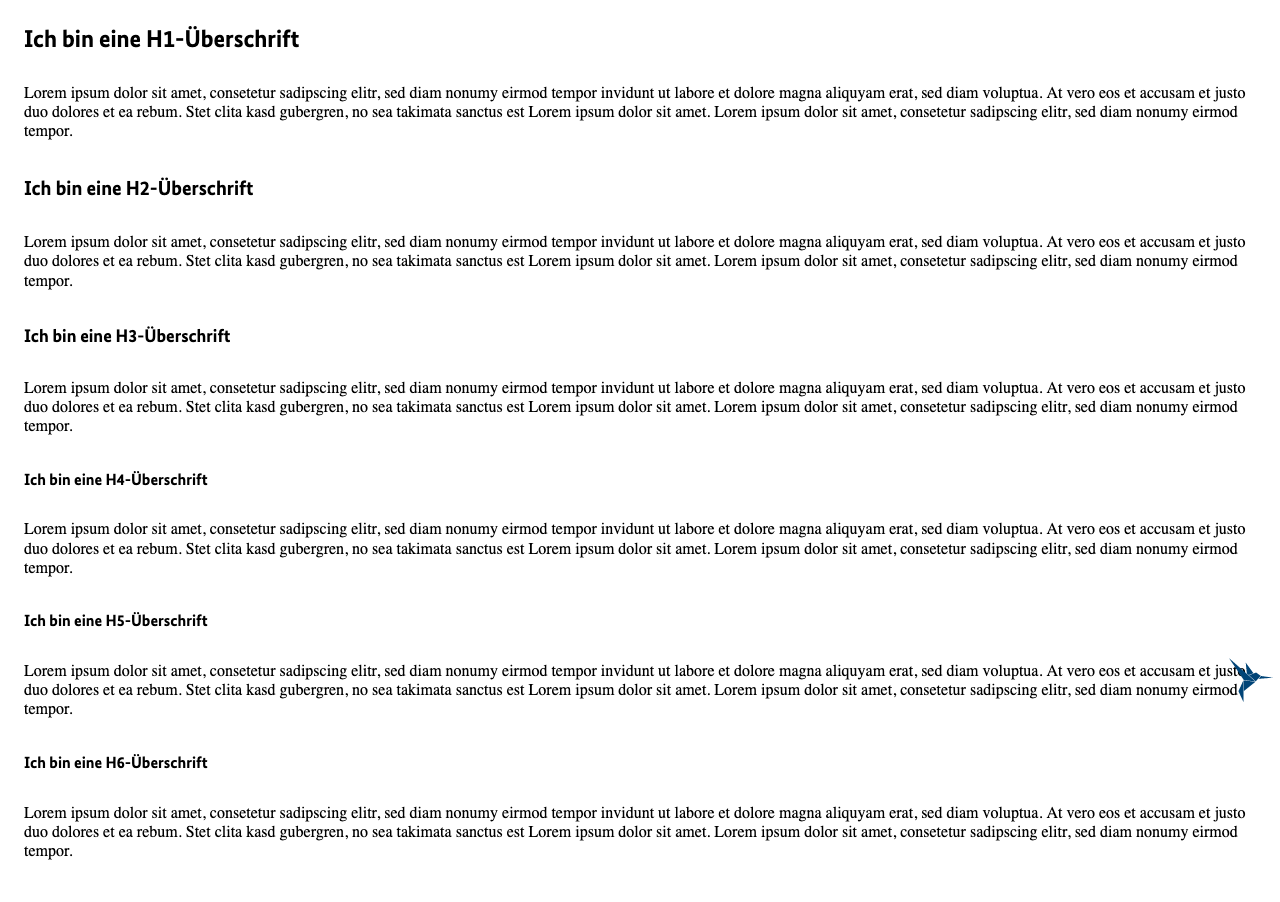 Ich bin eine H1-Überschrift
Lorem ipsum dolor sit amet, consetetur sadipscing elitr, sed diam nonumy eirmod tempor invidunt ut labore et dolore magna aliquyam erat, sed diam voluptua. At vero eos et accusam et justo
duo dolores et ea rebum. Stet clita kasd gubergren, no sea takimata sanctus est Lorem ipsum dolor sit amet. Lorem ipsum dolor sit amet, consetetur sadipscing elitr, sed diam nonumy eirmod
tempor.
Ich bin eine H2-Überschrift
Lorem ipsum dolor sit amet, consetetur sadipscing elitr, sed diam nonumy eirmod tempor invidunt ut labore et dolore magna aliquyam erat, sed diam voluptua. At vero eos et accusam et justo
duo dolores et ea rebum. Stet clita kasd gubergren, no sea takimata sanctus est Lorem ipsum dolor sit amet. Lorem ipsum dolor sit amet, consetetur sadipscing elitr, sed diam nonumy eirmod
tempor.
Ich bin eine H3-Überschrift
Lorem ipsum dolor sit amet, consetetur sadipscing elitr, sed diam nonumy eirmod tempor invidunt ut labore et dolore magna aliquyam erat, sed diam voluptua. At vero eos et accusam et justo
duo dolores et ea rebum. Stet clita kasd gubergren, no sea takimata sanctus est Lorem ipsum dolor sit amet. Lorem ipsum dolor sit amet, consetetur sadipscing elitr, sed diam nonumy eirmod
tempor.
Ich bin eine H4-Überschrift
Lorem ipsum dolor sit amet, consetetur sadipscing elitr, sed diam nonumy eirmod tempor invidunt ut labore et dolore magna aliquyam erat, sed diam voluptua. At vero eos et accusam et justo
duo dolores et ea rebum. Stet clita kasd gubergren, no sea takimata sanctus est Lorem ipsum dolor sit amet. Lorem ipsum dolor sit amet, consetetur sadipscing elitr, sed diam nonumy eirmod
tempor.
Ich bin eine H5-Überschrift
Lorem ipsum dolor sit amet, consetetur sadipscing elitr, sed diam nonumy eirmod tempor invidunt ut labore et dolore magna aliquyam erat, sed diam voluptua. At vero eos et accusam et justo
duo dolores et ea rebum. Stet clita kasd gubergren, no sea takimata sanctus est Lorem ipsum dolor sit amet. Lorem ipsum dolor sit amet, consetetur sadipscing elitr, sed diam nonumy eirmod
tempor.
Ich bin eine H6-Überschrift
Lorem ipsum dolor sit amet, consetetur sadipscing elitr, sed diam nonumy eirmod tempor invidunt ut labore et dolore magna aliquyam erat, sed diam voluptua. At vero eos et accusam et justo
duo dolores et ea rebum. Stet clita kasd gubergren, no sea takimata sanctus est Lorem ipsum dolor sit amet. Lorem ipsum dolor sit amet, consetetur sadipscing elitr, sed diam nonumy eirmod
tempor.